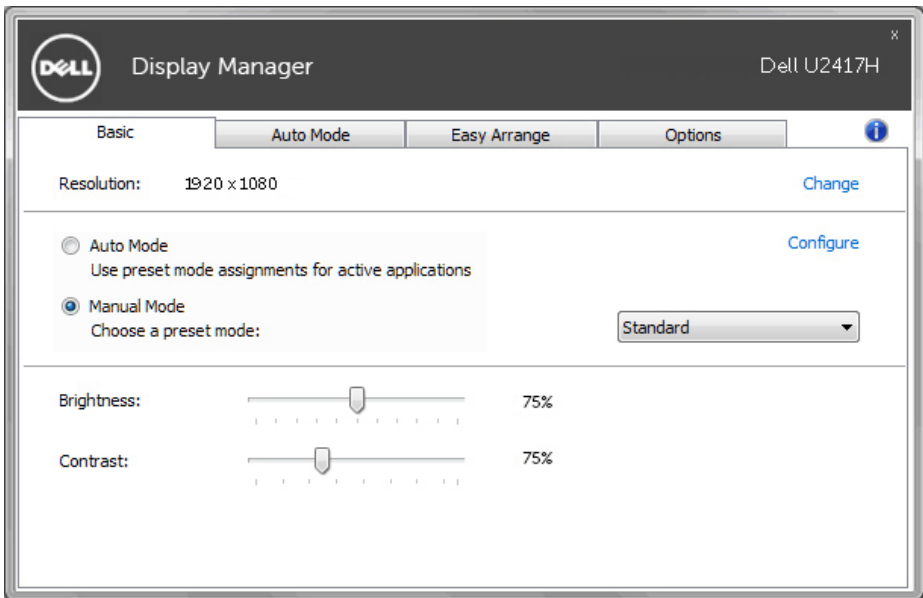 x
DELL Display Manager Dell U2417H
Basic Auto Mode Easy Arrange Options i
Resolution: 1920 x 1080 Change
Auto Mode Configure
Use preset mode assignments for active applications
Manual Mode
Choose a preset mode: Standard
Brightness: 75%
Contrast: 75%